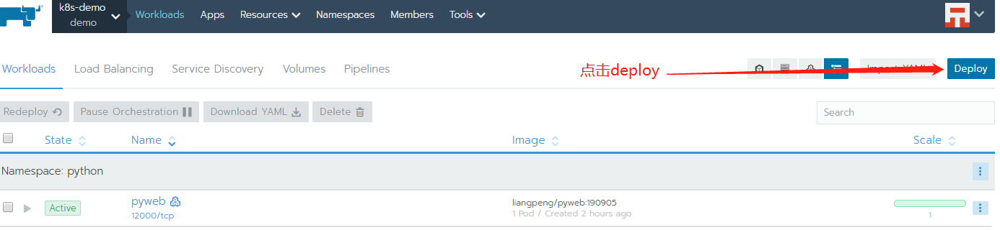 k8s-demo
demo
Workloads Apps Resources Namespaces Members Tools
Workloads Load Balancing Service Discovery Volumes Pipelines
点击deploy
Import YAML
Deploy
Redeploy Pause Orchestration Download YAML Delete
Search
State Name Image Scale
Namespace: python
Active
pyweb
12000/tcp
liangpeng/pyweb:190905
1 Pod / Created 2 hours ago
1